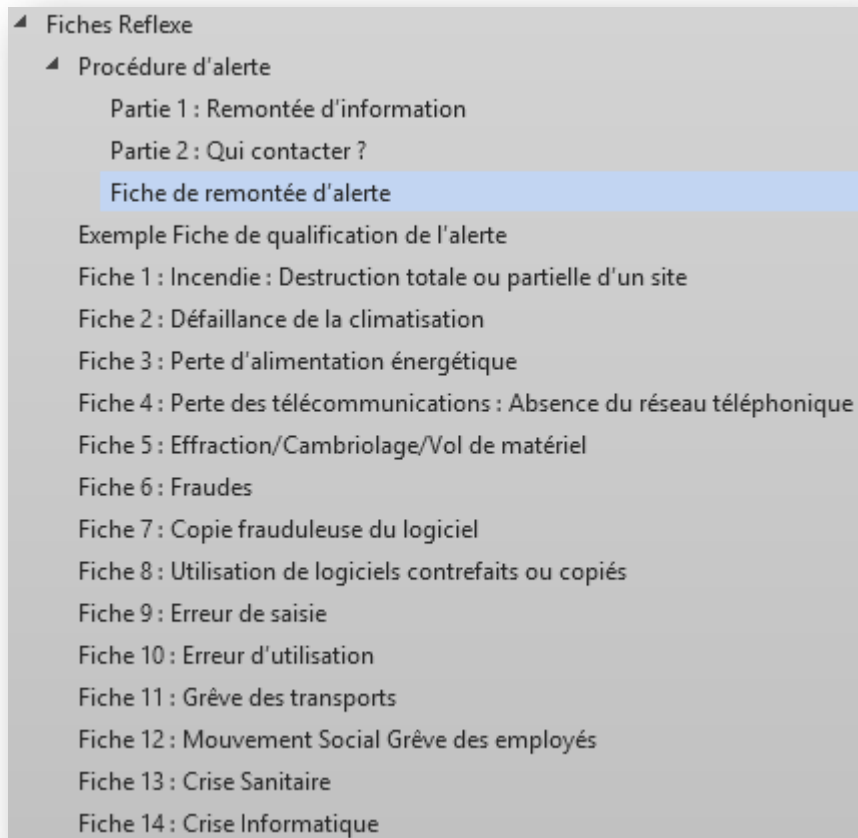 Fiches Reflexe
Procédure d'alerte
Partie 1 : Remontée d'information
Partie 2 : Qui contacter ?
Fiche de remontée d'alerte
Exemple Fiche de qualification de l'alerte
Fiche 1 : Incendie : Destruction totale ou partielle d'un site
Fiche 2 : Défaillance de la climatisation
Fiche 3 : Perte d'alimentation énergétique
Fiche 4 : Perte des télécommunications : Absence du réseau téléphonique
Fiche 5 : Effraction/Cambriolage/Vol de matériel
Fiche 6 : Fraudes
Fiche 7 : Copie frauduleuse du logiciel
Fiche 8 : Utilisation de logiciels contrefaits ou copiés
Fiche 9 : Erreur de saisie
Fiche 10 : Erreur d'utilisation
Fiche 11 : Grêve des transports
Fiche 12 : Mouvement Social Grêve des employés
Fiche 13 : Crise Sanitaire
Fiche 14 : Crise Informatique